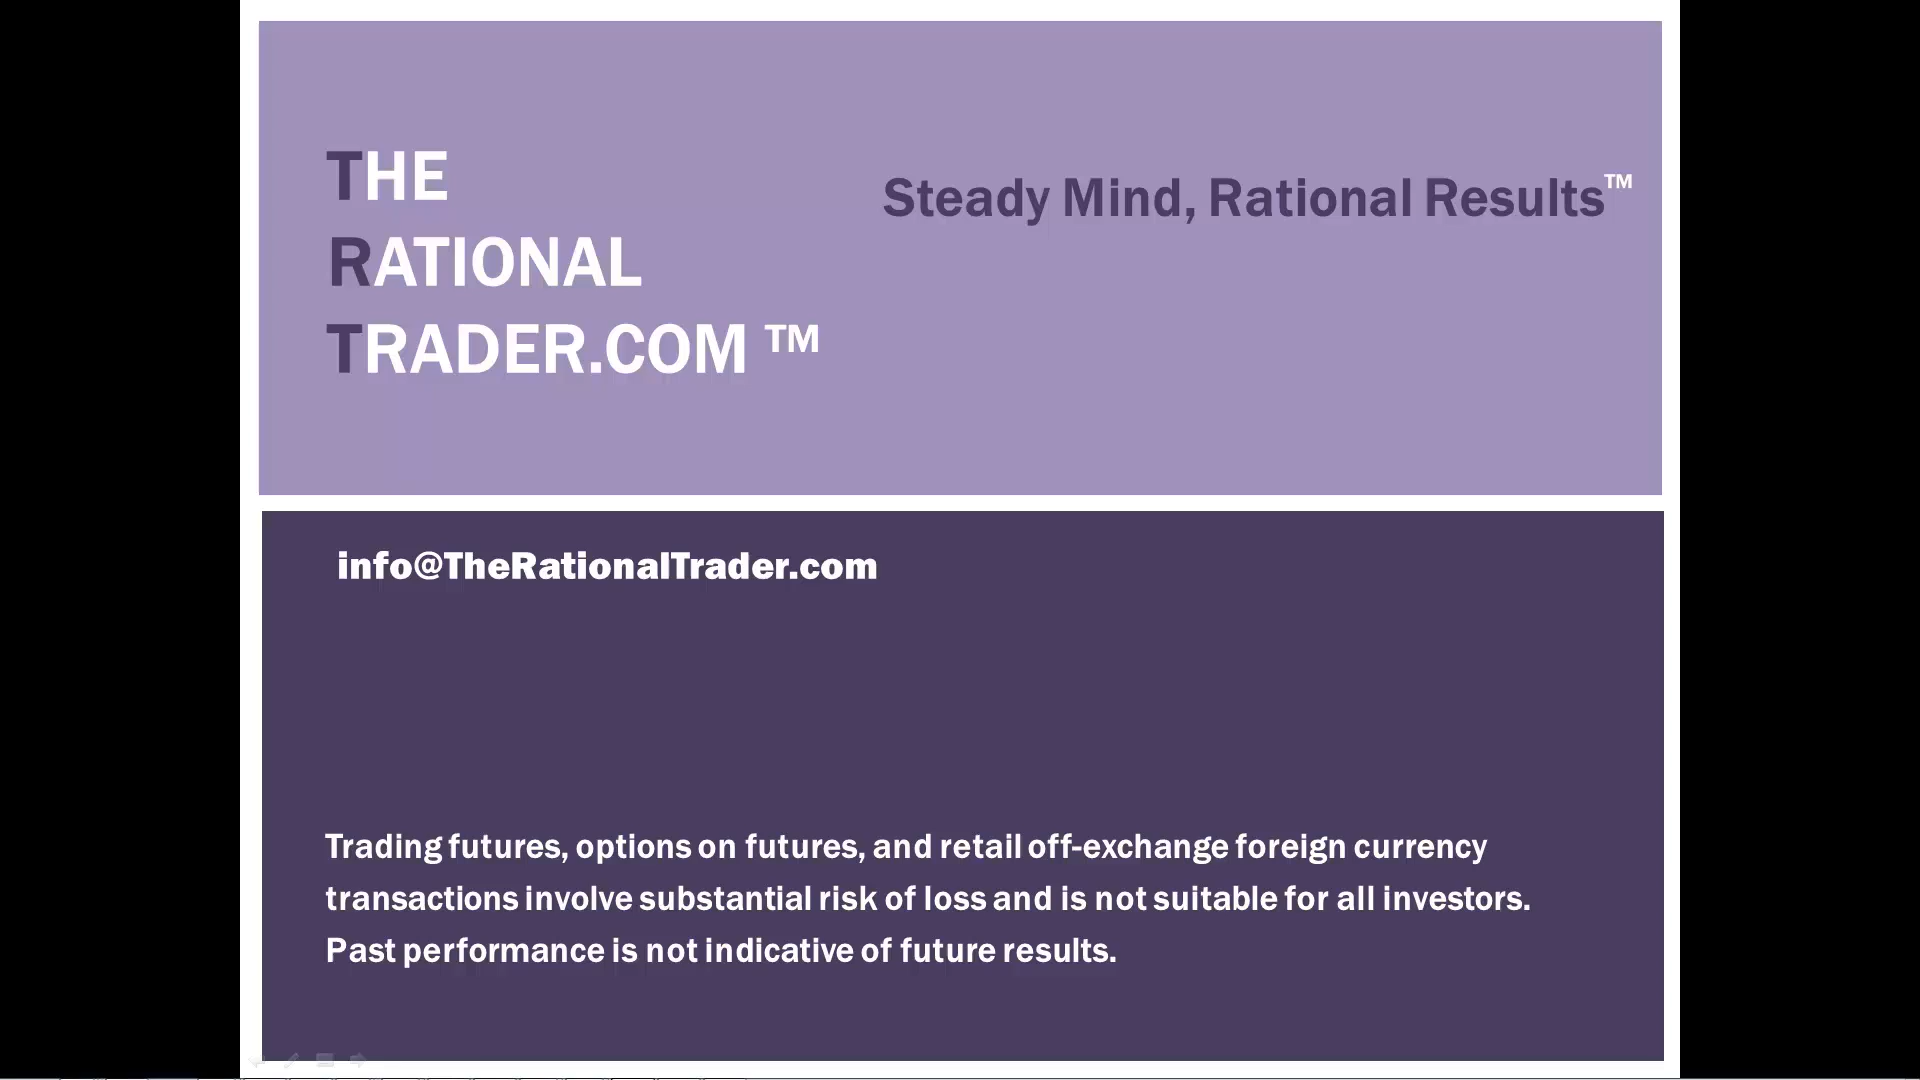 THE
RATIONAL
TRADER.COM ™
Steady Mind, Rational Results™
info@TheRationalTrader.com
Trading futures, options on futures, and retail off-exchange foreign currency
transactions involve substantial risk of loss and is not suitable for all investors.
Past performance is not indicative of future results.